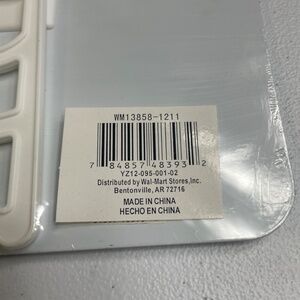 WM13858-1211
7 84857 48393 2
YZ12-095-001-02
Distributed by Wal-Mart Stores,Inc.
Bentonville, AR 72716
MADE IN CHINA
HECHO EN CHINA